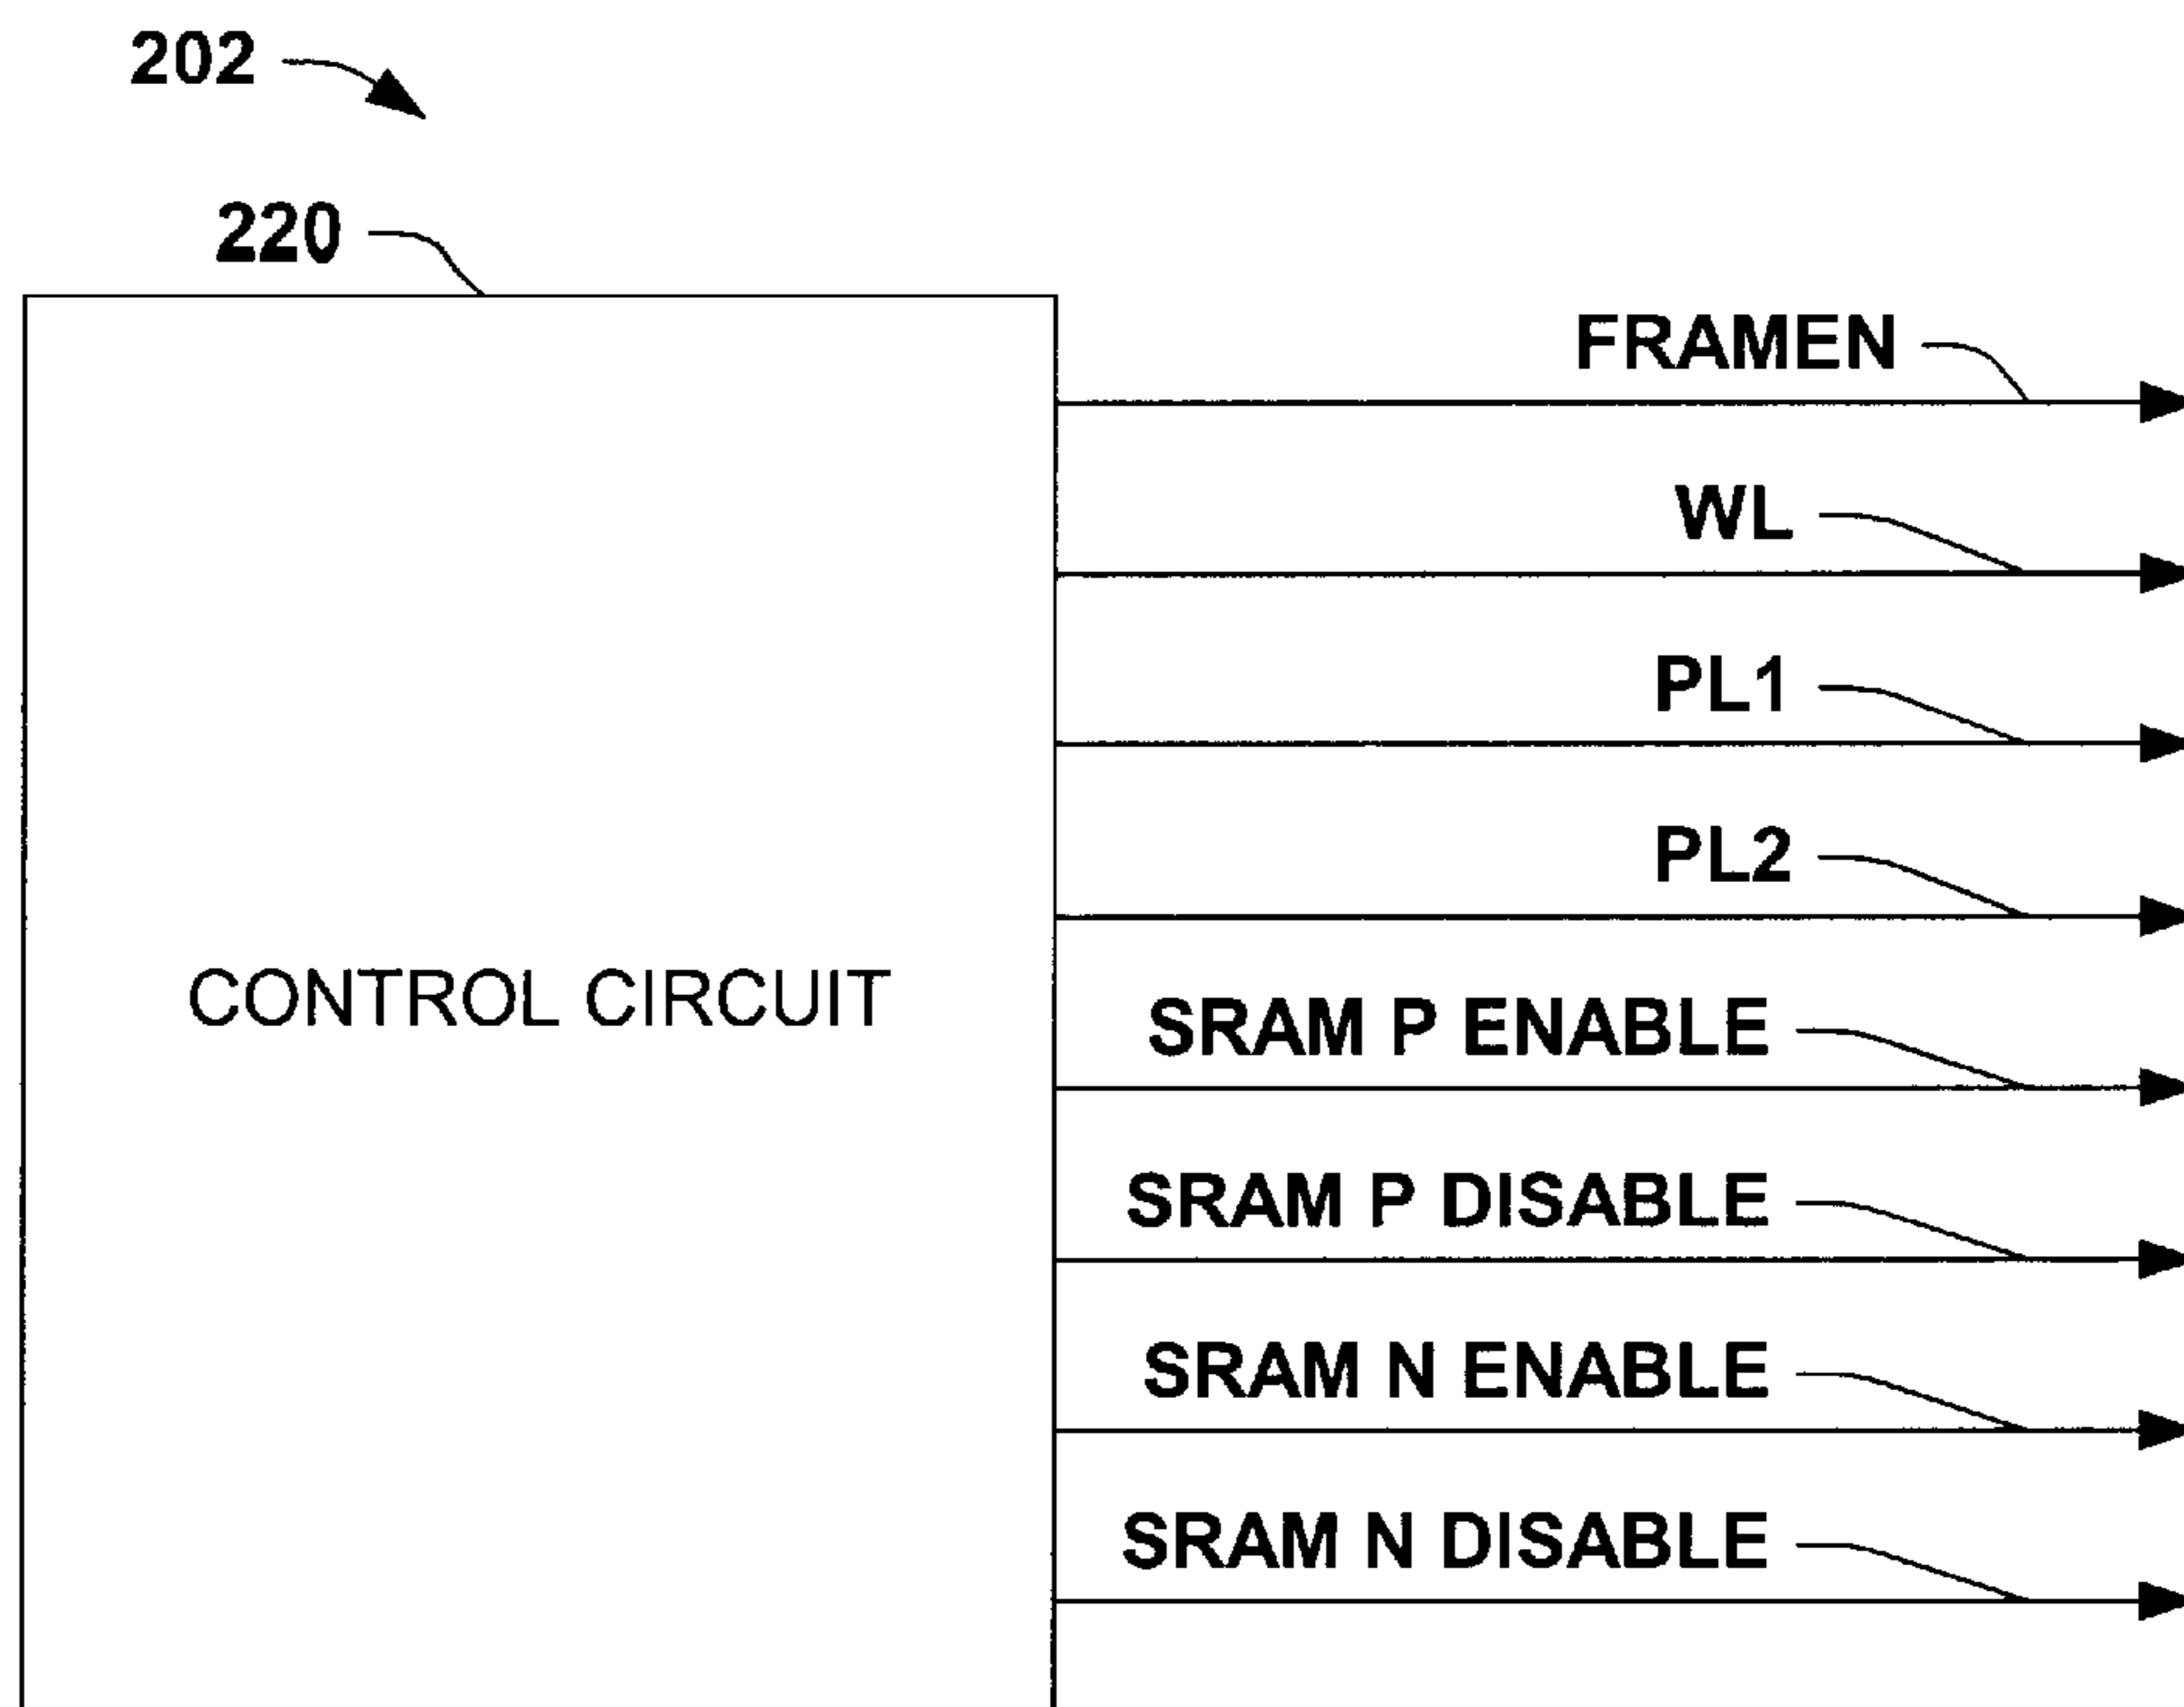 202
220
FRAMEN
WL
PL1
PL2
CONTROL CIRCUIT
SRAM P ENABLE
SRAM P DISABLE
SRAM N ENABLE
SRAM N DISABLE